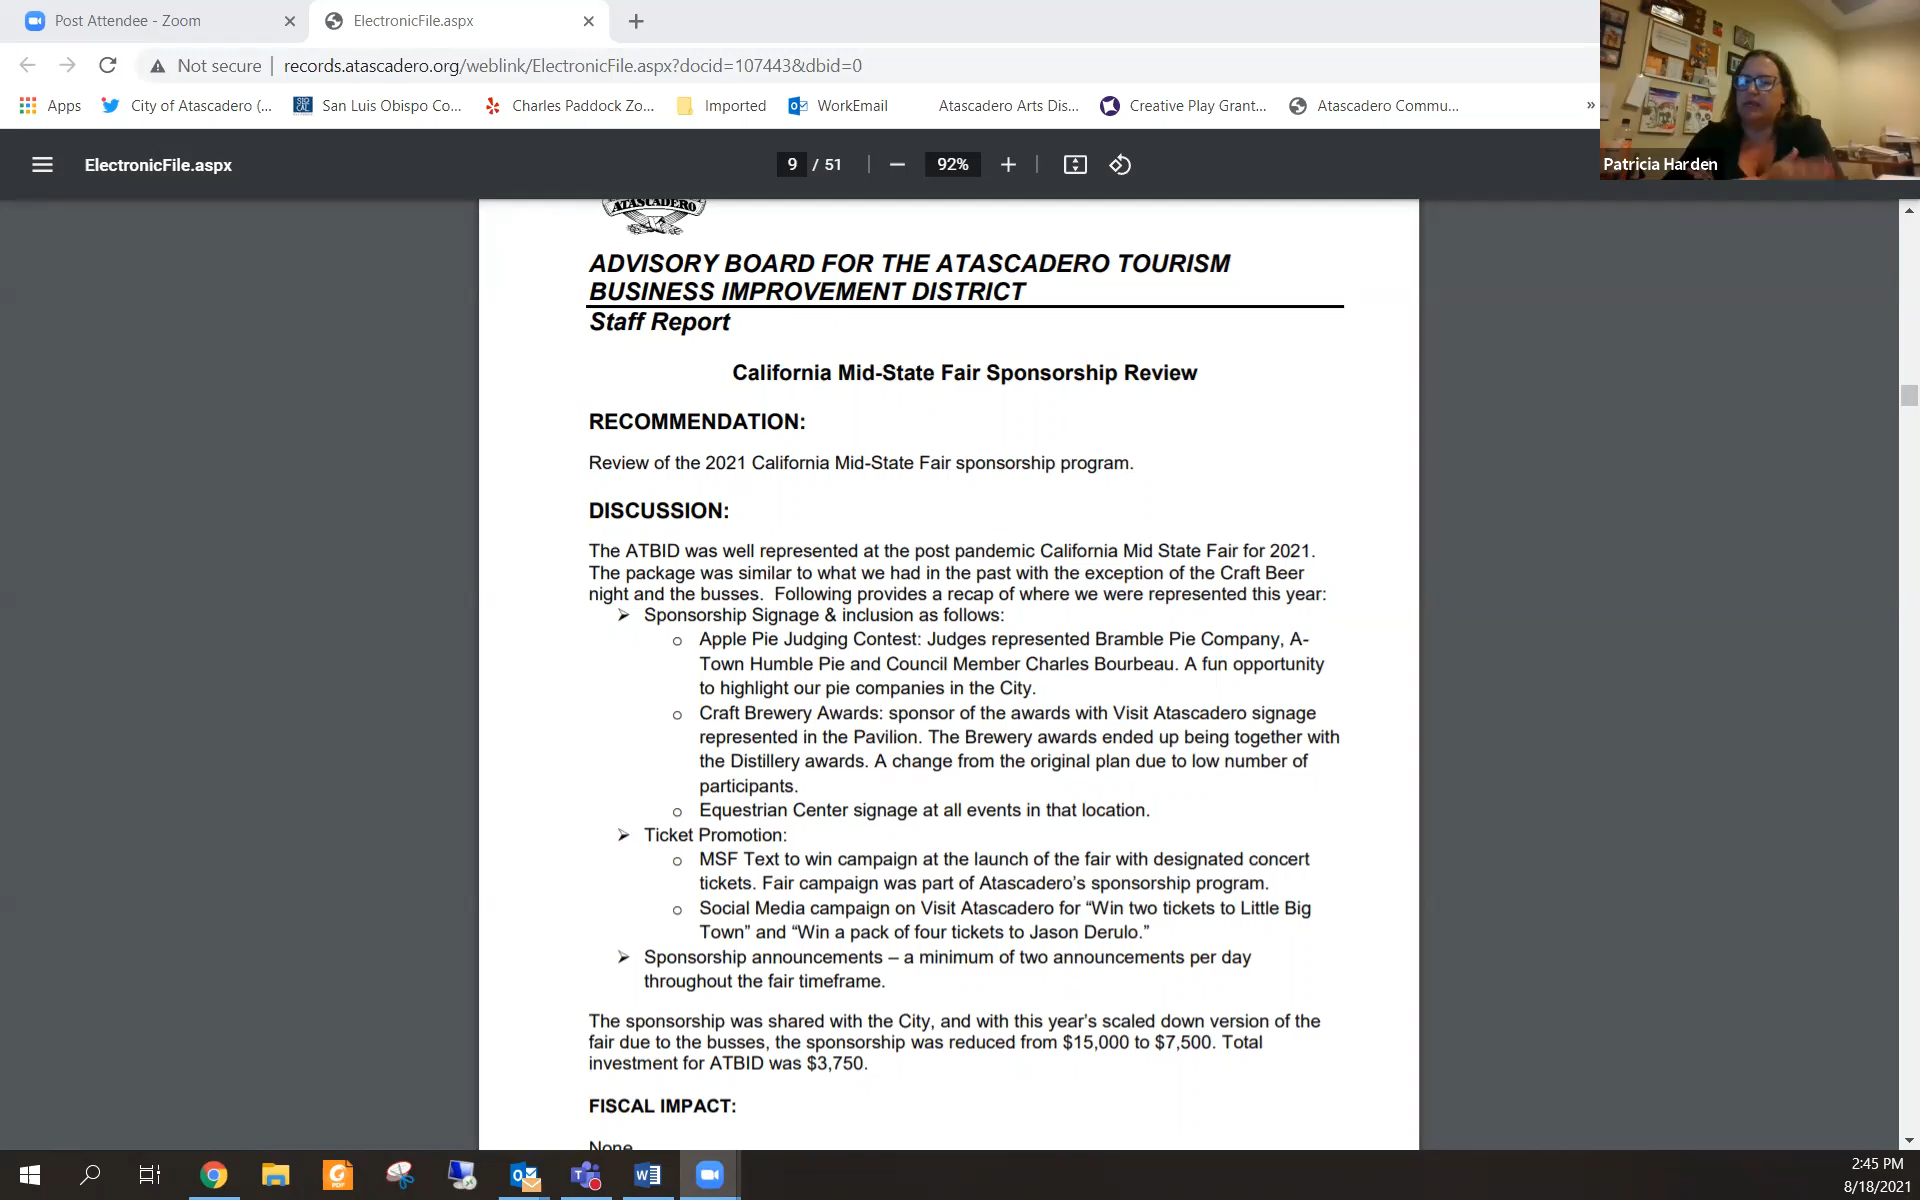 Post Attendee - Zoom
ElectronicFile.aspx
Not secure
records.atascadero.org/weblink/ElectronicFile.aspx?docid=107443&dbid=0
Apps
City of Atascadero (...
San Luis Obispo Co...
Charles Paddock Zo...
Imported
WorkEmail
Atascadero Arts Dis...
Creative Play Grant...
Atascadero Commu...
»
Patricia Harden
ElectronicFile.aspx
9 / 51
92%
ATASCADERO
ADVISORY BOARD FOR THE ATASCADERO TOURISM
BUSINESS IMPROVEMENT DISTRICT
Staff Report
California Mid-State Fair Sponsorship Review
RECOMMENDATION:
Review of the 2021 California Mid-State Fair sponsorship program.
DISCUSSION:
The ATBID was well represented at the post pandemic California Mid State Fair for 2021.
The package was similar to what we had in the past with the exception of the Craft Beer
night and the busses. Following provides a recap of where we were represented this year:
➢ Sponsorship Signage & inclusion as follows:
o Apple Pie Judging Contest: Judges represented Bramble Pie Company, A-
Town Humble Pie and Council Member Charles Bourbeau. A fun opportunity
to highlight our pie companies in the City.
o Craft Brewery Awards: sponsor of the awards with Visit Atascadero signage
represented in the Pavilion. The Brewery awards ended up being together with
the Distillery awards. A change from the original plan due to low number of
participants.
o Equestrian Center signage at all events in that location.
➢ Ticket Promotion:
o MSF Text to win campaign at the launch of the fair with designated concert
tickets. Fair campaign was part of Atascadero’s sponsorship program.
o Social Media campaign on Visit Atascadero for “Win two tickets to Little Big
Town” and “Win a pack of four tickets to Jason Derulo.”
➢ Sponsorship announcements – a minimum of two announcements per day
throughout the fair timeframe.
The sponsorship was shared with the City, and with this year’s scaled down version of the
fair due to the busses, the sponsorship was reduced from $15,000 to $7,500. Total
investment for ATBID was $3,750.
FISCAL IMPACT:
None
2:45 PM
8/18/2021